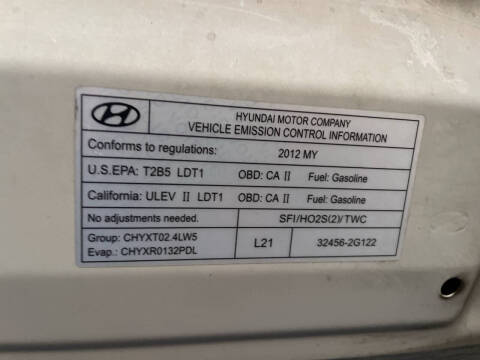 HYUNDAI MOTOR COMPANY
VEHICLE EMISSION CONTROL INFORMATION
Conforms to regulations: 2012 MY
U.S.EPA: T2B5 LDT1 OBD: CA II Fuel: Gasoline
California: ULEV II LDT1 OBD: CA II Fuel: Gasoline
No adjustments needed. SFI/HO2S(2)/TWC
Group: CHYXT02.4LW5
Evap.: CHYXR0132PDL
L21
32456-2G122